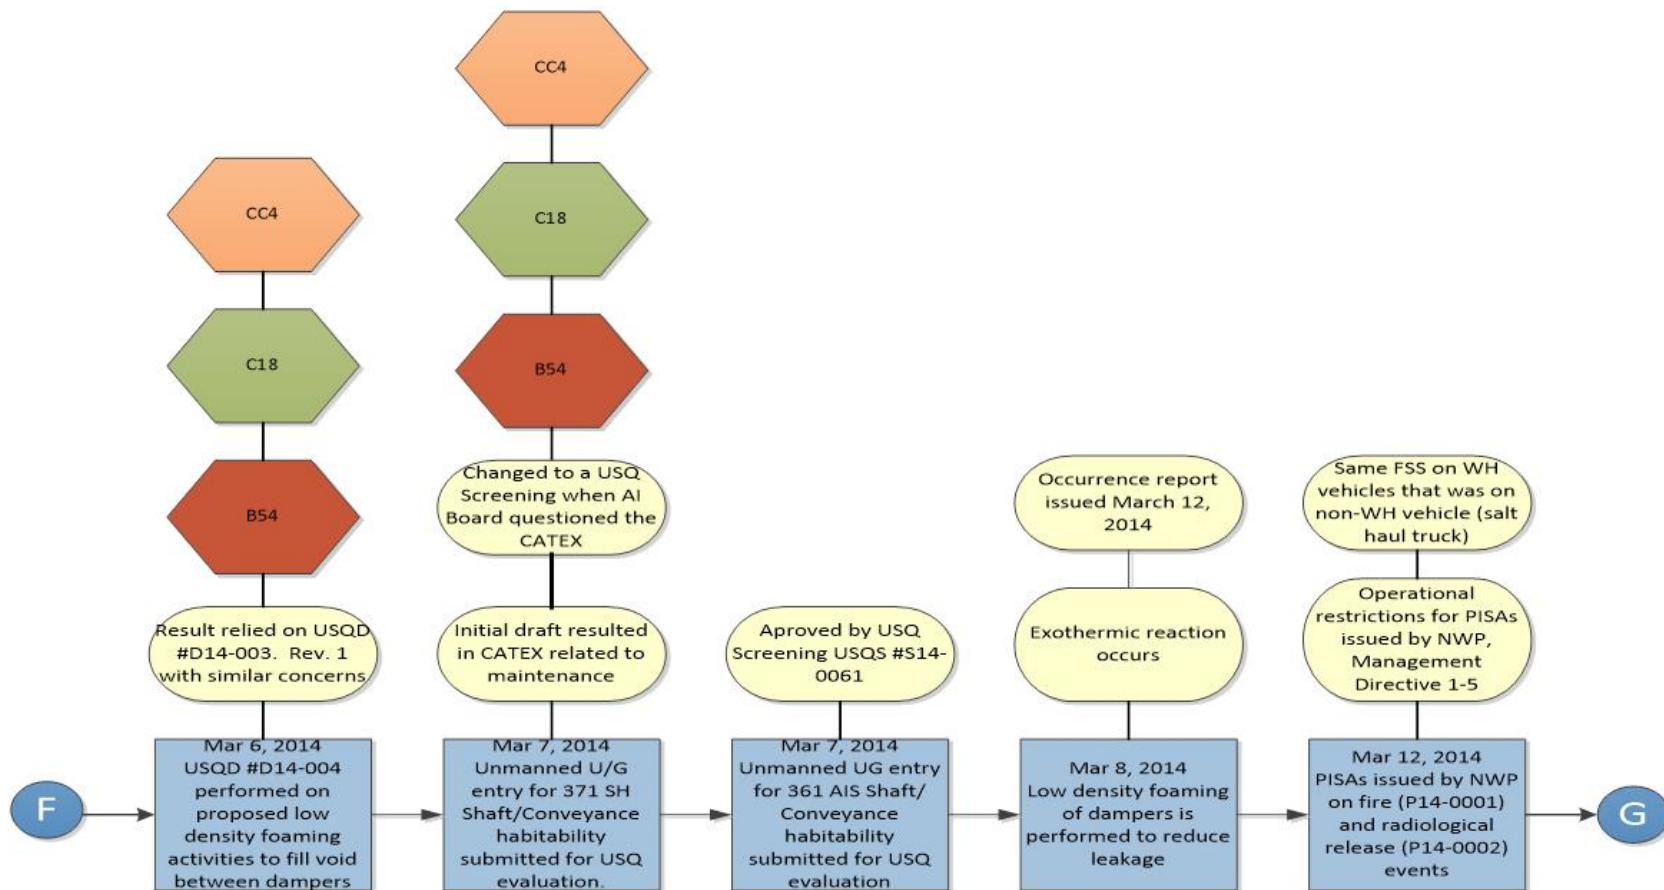 CC4
C18
B54
Result relied on USQD
#D14-003.  Rev. 1
with similar concerns
Mar 6, 2014
USQD #D14-004
performed on
proposed low
density foaming
activities to fill void
between dampers
CC4
C18
B54
Changed to a USQ
Screening when AI
Board questioned the
CATEX
Initial draft resulted
in CATEX related to
maintenance
Mar 7, 2014
Unmanned U/G
entry for 371 SH
Shaft/Conveyance
habitability
submitted for USQ
evaluation.
Aproved by USQ
Screening USQS #S14-
0061
Mar 7, 2014
Unmanned UG entry
for 361 AIS Shaft/
Conveyance
habitability
submitted for USQ
evaluation
Occurrence report
issued March 12,
2014
Exothermic reaction
occurs
Mar 8, 2014
Low density foaming
of dampers is
performed to reduce
leakage
Same FSS on WH
vehicles that was on
non-WH vehicle (salt
haul truck)
Operational
restrictions for PISAs
issued by NWP,
Management
Directive 1-5
Mar 12, 2014
PISAs issued by NWP
on fire (P14-0001)
and radiological
release (P14-0002)
events
F
G